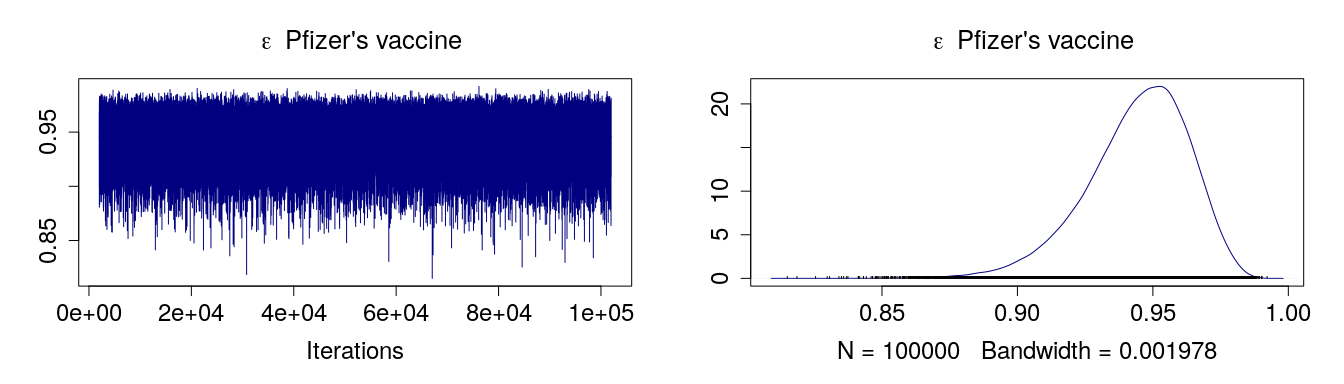 ε Pfizer's vaccine
0.95
0.85
0e+00 2e+04 4e+04 6e+04 8e+04 1e+05
Iterations
ε Pfizer's vaccine
20
10
5
0
0.85 0.90 0.95 1.00
N = 100000 Bandwidth = 0.001978